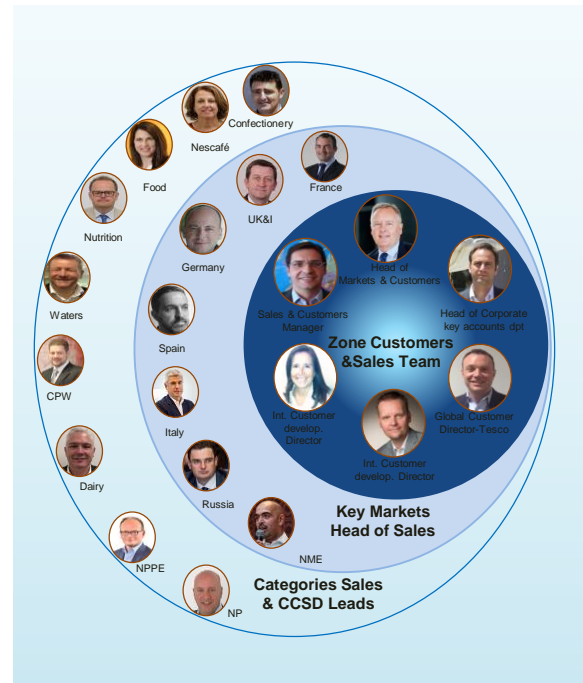 Confectionery
Nescafé
Food
Nutrition
Waters
CPW
Dairy
NPPE
NP
Categories Sales
& CCSD Leads
France
UK&I
Germany
Spain
Italy
Russia
NME
Key Markets
Head of Sales
Head of
Markets & Customers
Sales & Customers
Manager
Head of Corporate
key accounts dpt
Zone Customers
&Sales Team
Int. Customer
develop.
Director
Global Customer
Director-Tesco
Int. Customer
develop. Director